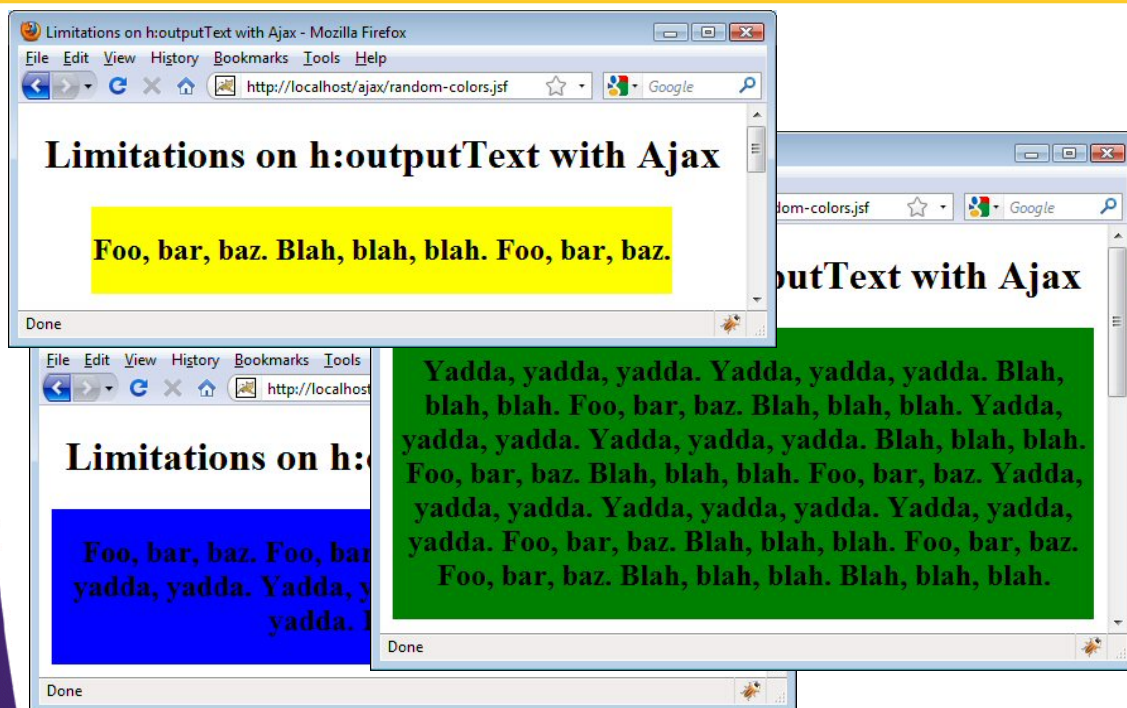 Limitations on h:outputText with Ajax - Mozilla Firefox
File Edit View History Bookmarks Tools Help
http://localhost/ajax/random-colors.jsf
Google
Limitations on h:outputText with Ajax
Foo, bar, baz. Blah, blah, blah. Foo, bar, baz.
Done
dom-colors.jsf
Google
outText with Ajax
Yadda, yadda, yadda. Yadda, yadda, yadda. Blah,
blah, blah. Foo, bar, baz. Blah, blah, blah. Yadda,
yadda, yadda. Yadda, yadda, yadda. Blah, blah, blah.
Foo, bar, baz. Blah, blah, blah. Foo, bar, baz. Yadda,
yadda, yadda. Yadda, yadda, yadda. Yadda, yadda,
yadda. Foo, bar, baz. Blah, blah, blah. Foo, bar, baz.
Foo, bar, baz. Blah, blah, blah. Blah, blah, blah.
Done
File Edit View History Bookmarks Tools
http://localhost
Limitations on h:
Foo, bar, baz. Foo, bar
yadda, yadda. Yadda, y
yadda.
Done